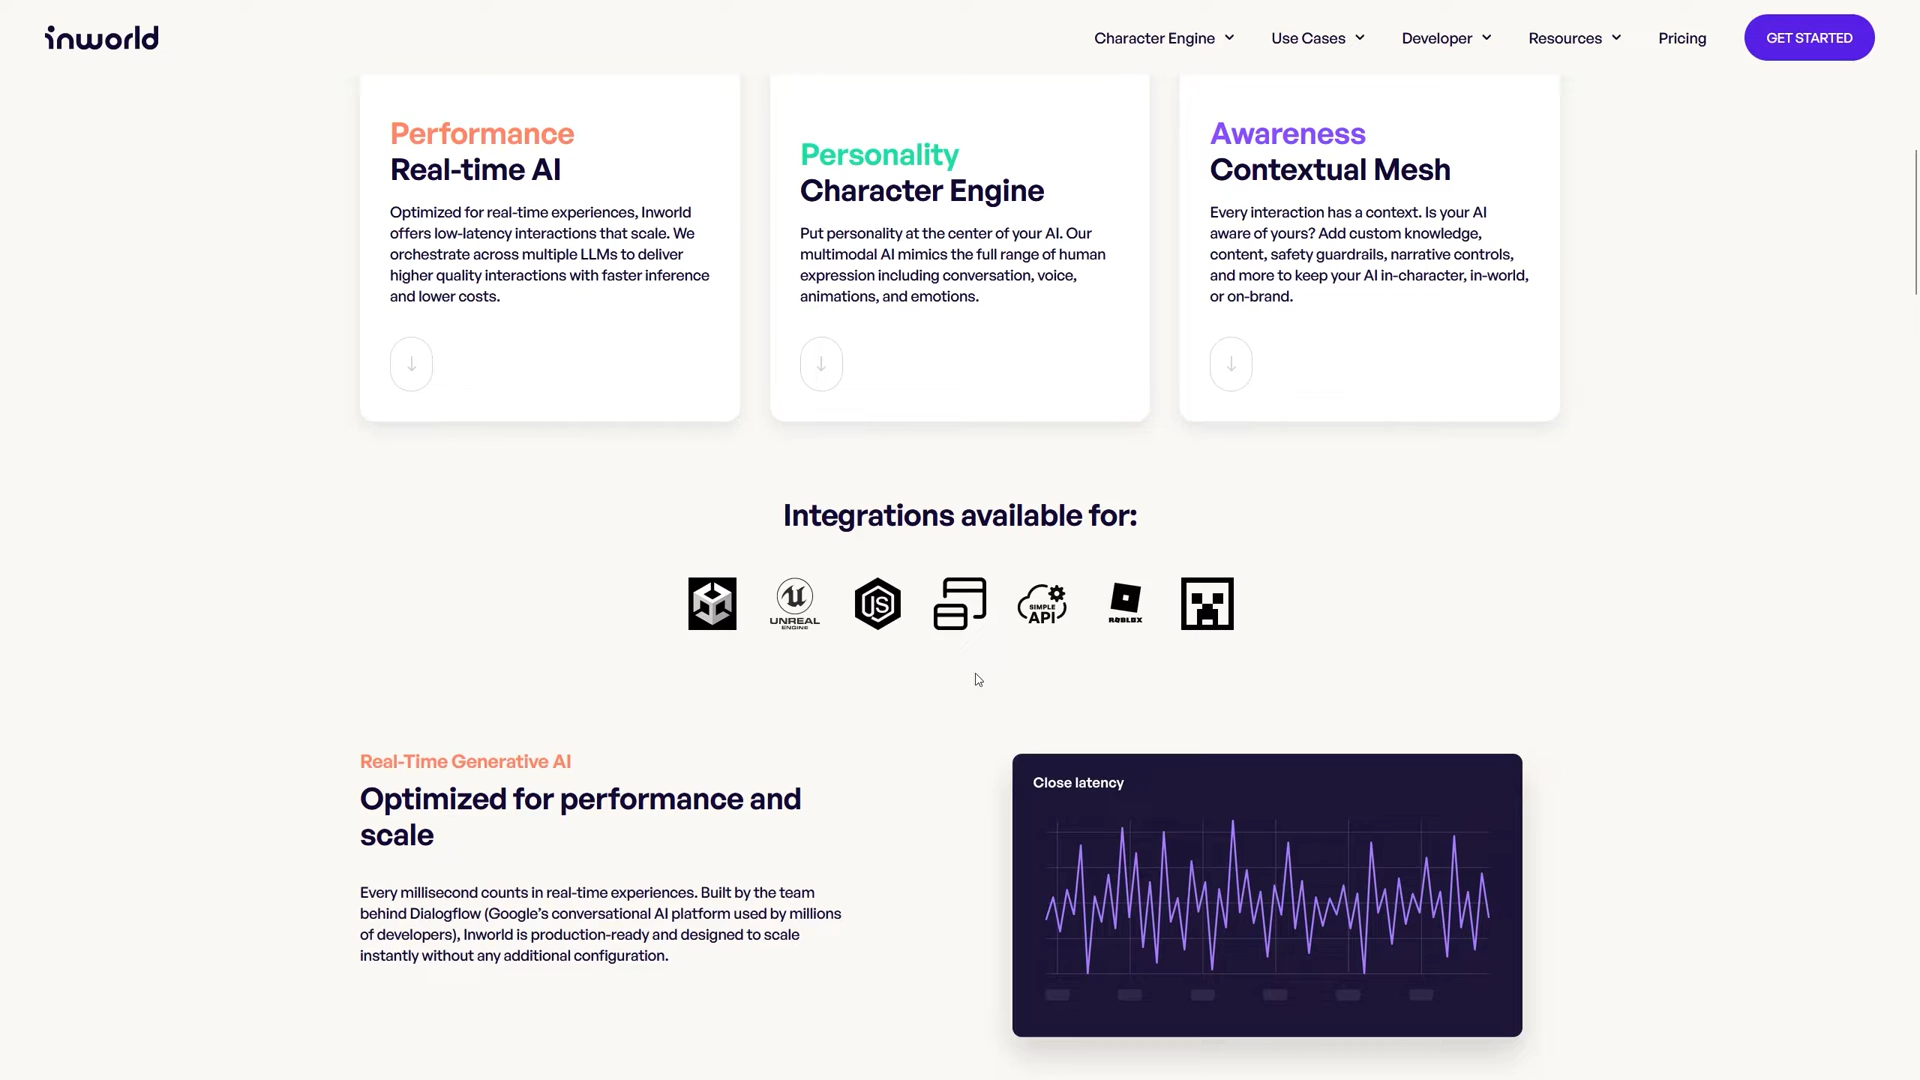 inworld
Character Engine
Use Cases
Developer
Resources
Pricing
GET STARTED
Performance
Real-time AI
Optimized for real-time experiences, Inworld
offers low-latency interactions that scale. We
orchestrate across multiple LLMs to deliver
higher quality interactions with faster inference
and lower costs.
Personality
Character Engine
Put personality at the center of your AI. Our
multimodal AI mimics the full range of human
expression including conversation, voice,
animations, and emotions.
Awareness
Contextual Mesh
Every interaction has a context. Is your AI
aware of yours? Add custom knowledge,
content, safety guardrails, narrative controls,
and more to keep your AI in-character, in-world,
or on-brand.
Integrations available for:
UNREAL
ENGINE
JS
SIMPLE
API
ROBLOX
Real-Time Generative AI
Optimized for performance and
scale
Every millisecond counts in real-time experiences. Built by the team
behind Dialogflow (Google’s conversational AI platform used by millions
of developers), Inworld is production-ready and designed to scale
instantly without any additional configuration.
Close latency